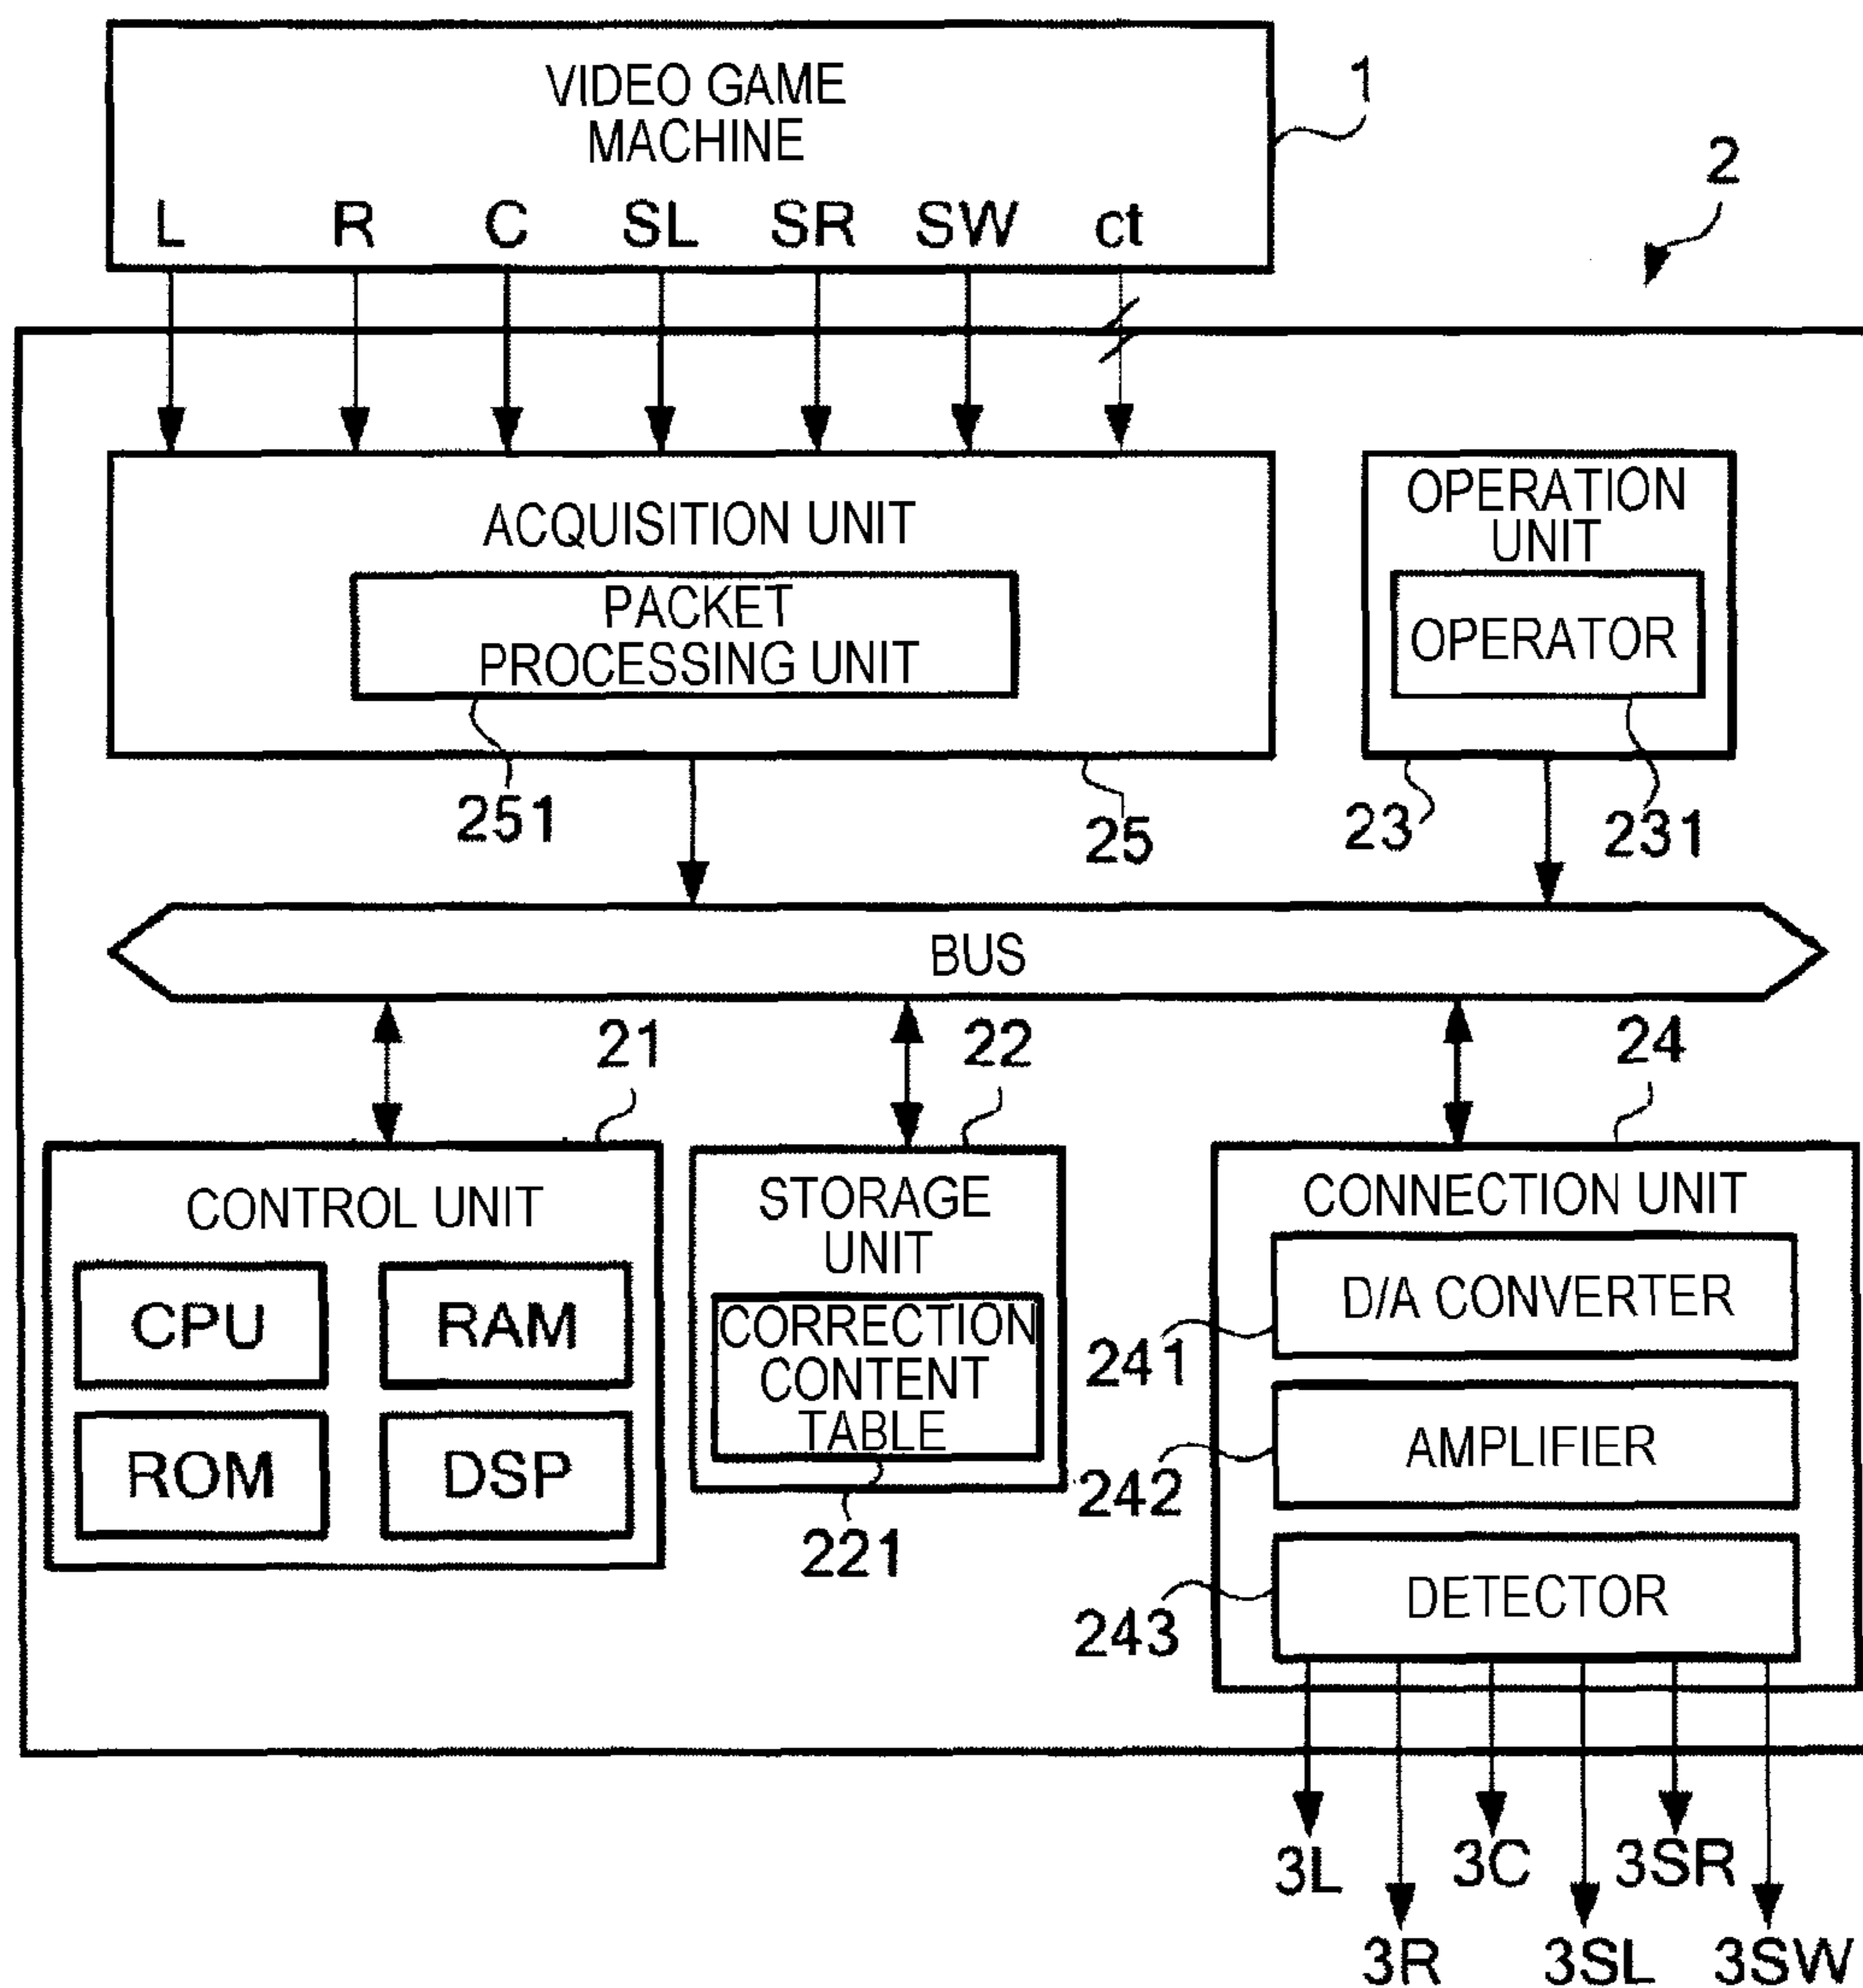 VIDEO GAME
MACHINE
1
2
L R C SL SR SW ct
ACQUISITION UNIT
PACKET
PROCESSING UNIT
251
25
OPERATION
UNIT
OPERATOR
23
231
BUS
21
22
24
CONTROL UNIT
CPU
RAM
ROM
DSP
STORAGE
UNIT
CORRECTION
CONTENT
TABLE
221
CONNECTION UNIT
D/A CONVERTER
241
AMPLIFIER
242
DETECTOR
243
3L
3C
3SR
3R
3SL
3SW